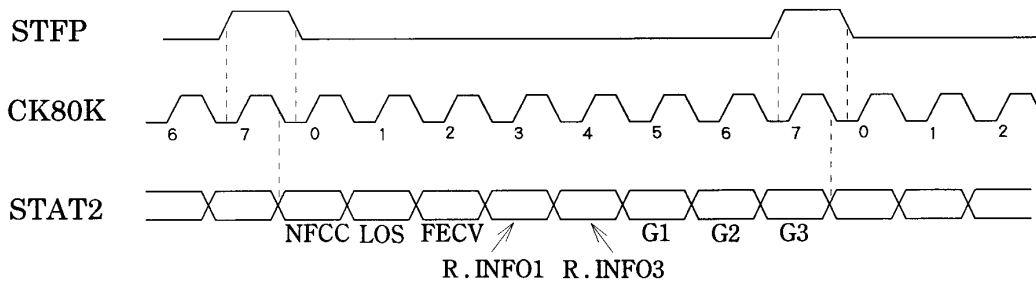 STFP
CK80K
6 7 0 1 2 3 4 5 6 7 0 1 2
STAT2
NFCC LOS FECV G1 G2 G3
R.INFO1 R.INFO3